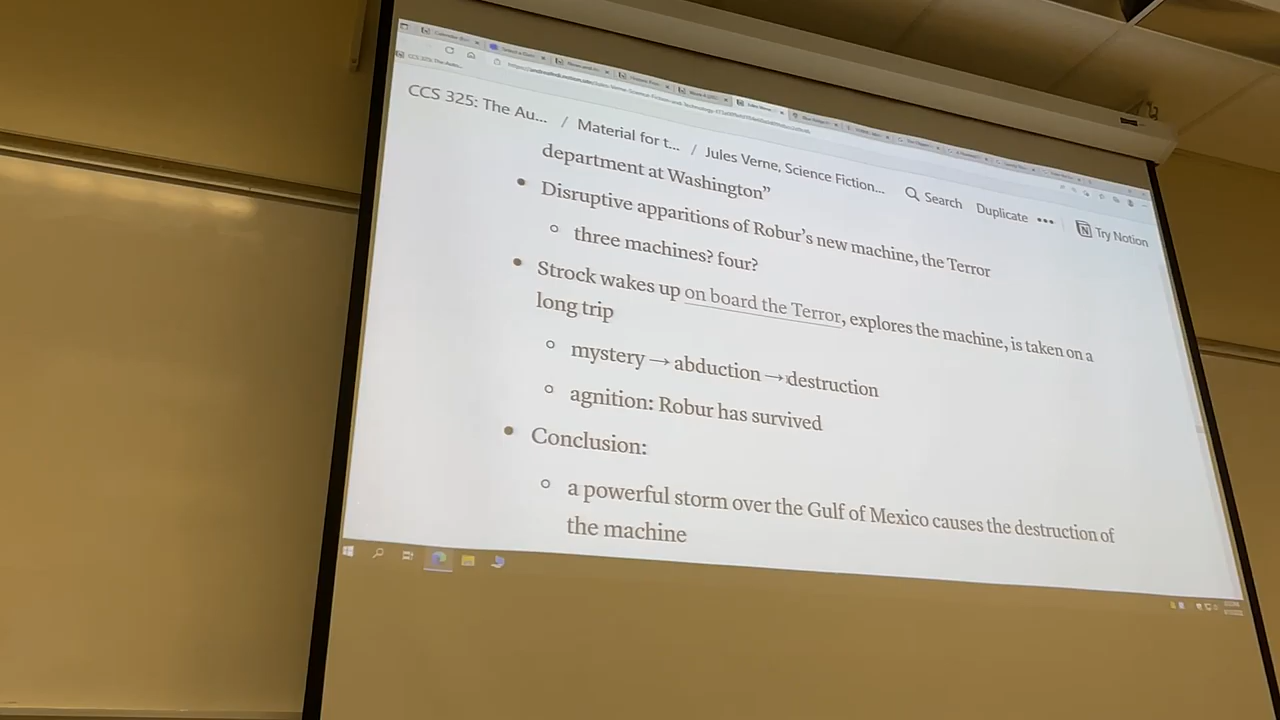 CCS 325: The Au... / Material for t... / Jules Verne, Science Fiction... Search Duplicate ••• Try Notion
department at Washington”
• Disruptive apparitions of Robur’s new machine, the Terror
◦ three machines? four?
• Strock wakes up on board the Terror, explores the machine, is taken on a
long trip
◦ mystery → abduction → destruction
◦ agnition: Robur has survived
• Conclusion:
◦ a powerful storm over the Gulf of Mexico causes the destruction of
the machine